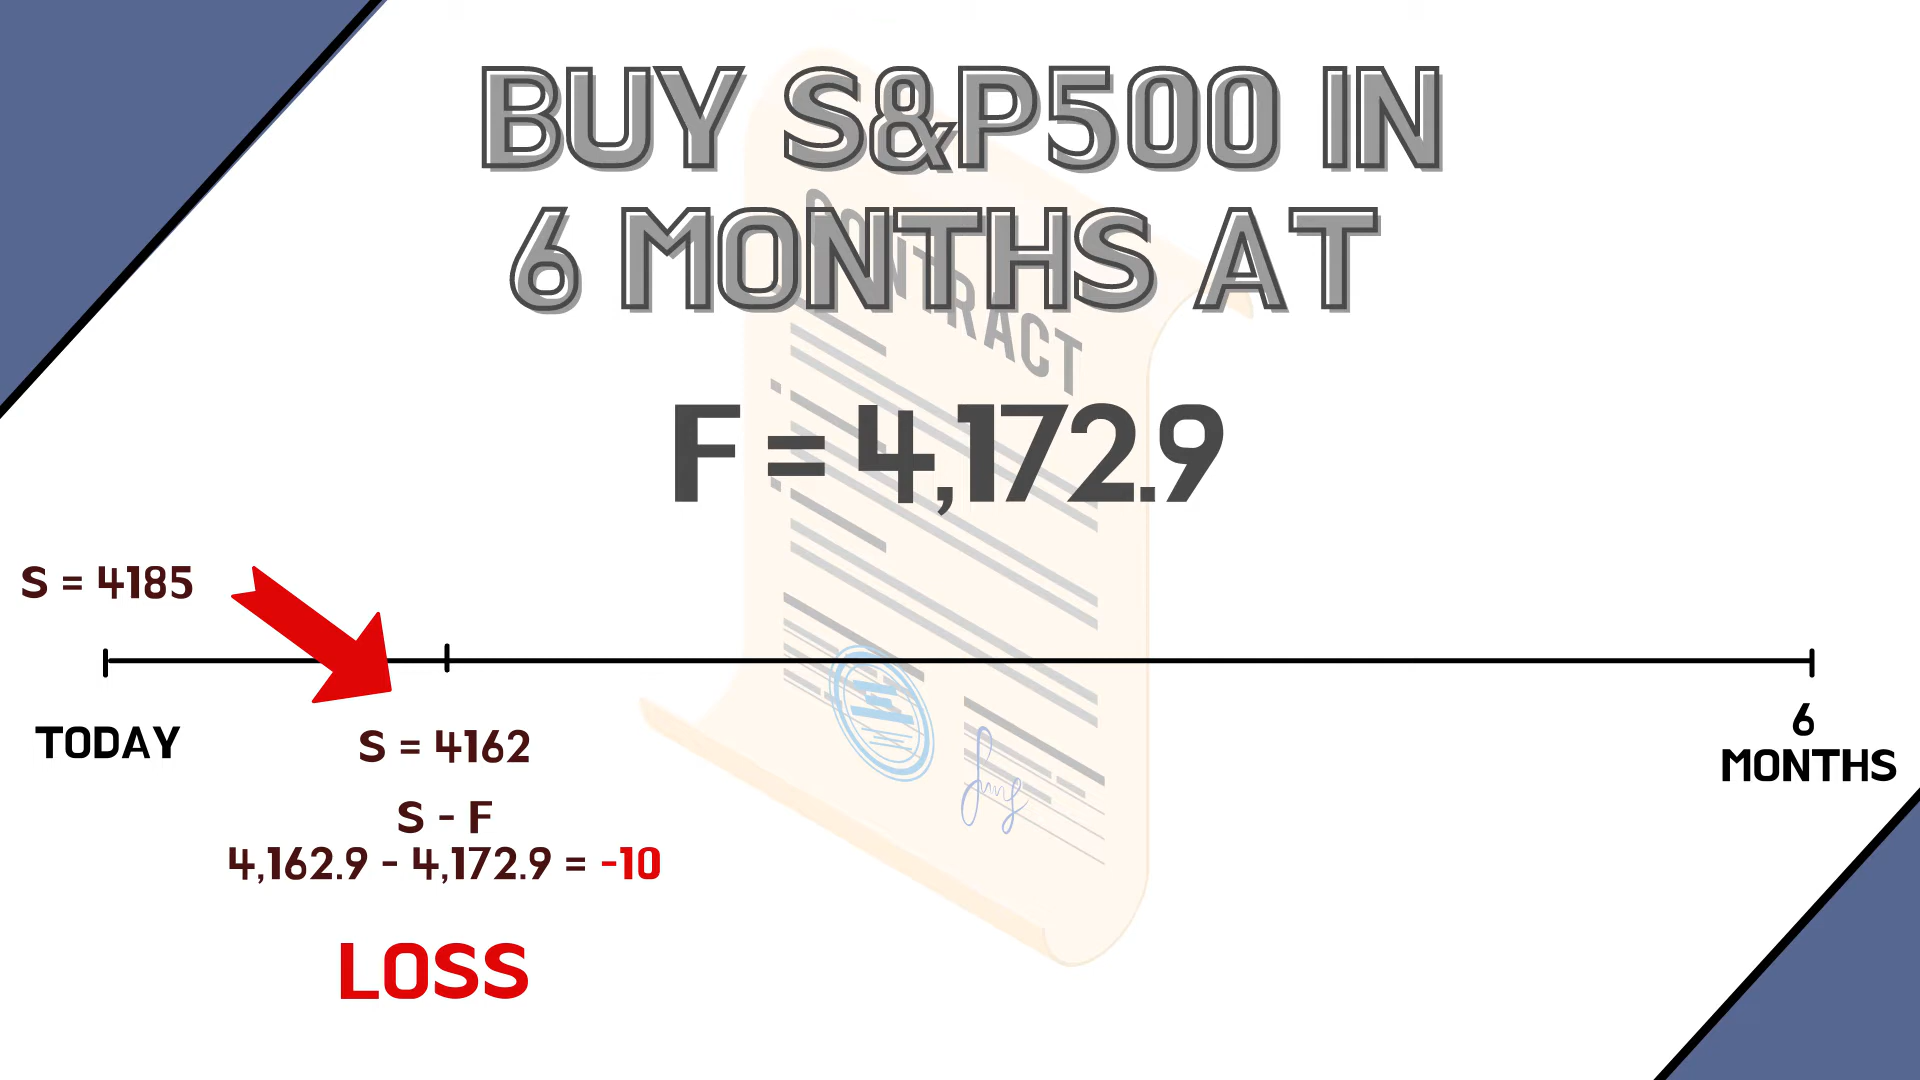 BUY S&P500 IN
6 MONTHS AT
CONTRACT
F = 4,172.9
S = 4185
TODAY
S = 4162
S - F
4,162.9 - 4,172.9 = -10
LOSS
6
MONTHS